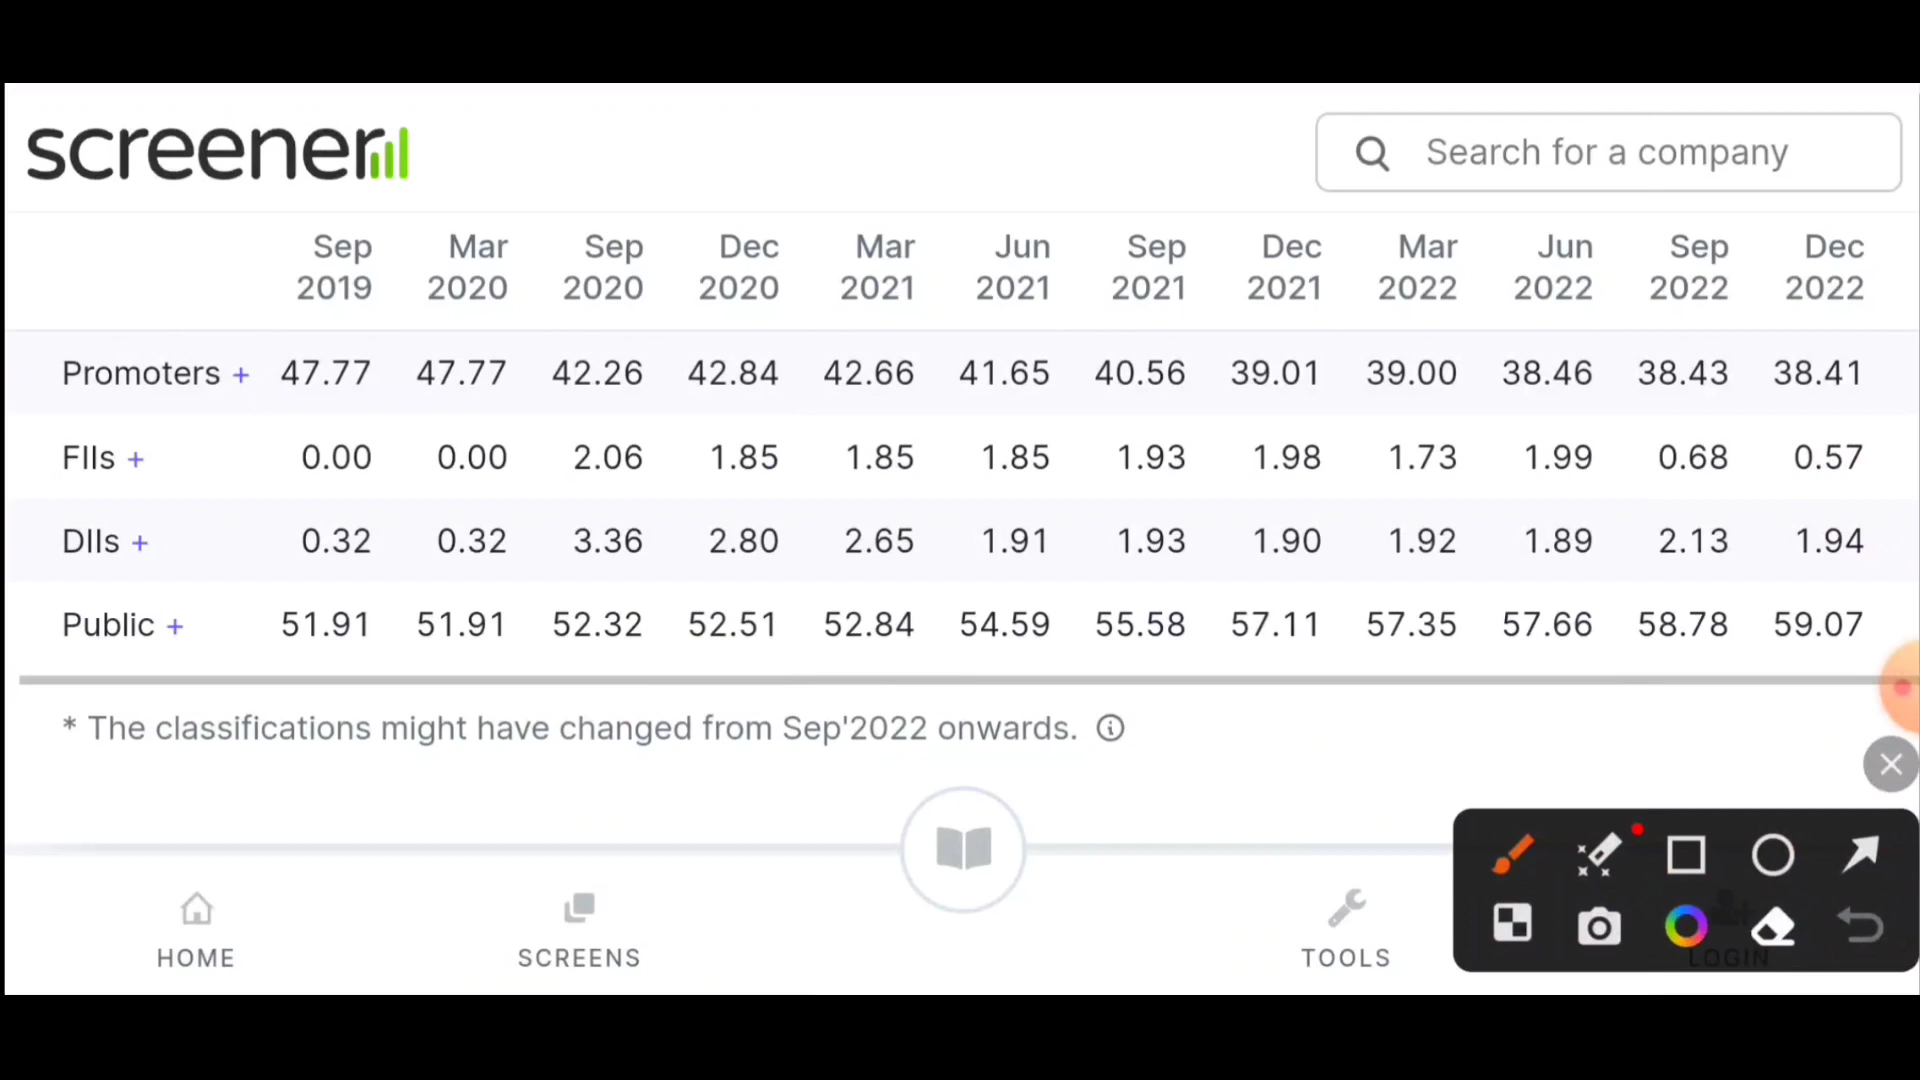 screener
Search for a company
Sep Mar Sep Dec Mar Jun Sep Dec Mar Jun Sep Dec
2019 2020 2020 2020 2021 2021 2021 2021 2022 2022 2022 2022
Promoters + 47.77 47.77 42.26 42.84 42.66 41.65 40.56 39.01 39.00 38.46 38.43 38.41
FIIs + 0.00 0.00 2.06 1.85 1.85 1.85 1.93 1.98 1.73 1.99 0.68 0.57
DIIs + 0.32 0.32 3.36 2.80 2.65 1.91 1.93 1.90 1.92 1.89 2.13 1.94
Public + 51.91 51.91 52.32 52.51 52.84 54.59 55.58 57.11 57.35 57.66 58.78 59.07
* The classifications might have changed from Sep'2022 onwards.
HOME SCREENS TOOLS LOGIN